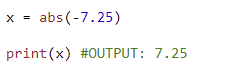 x = abs(-7.25)
print(x) #OUTPUT: 7.25